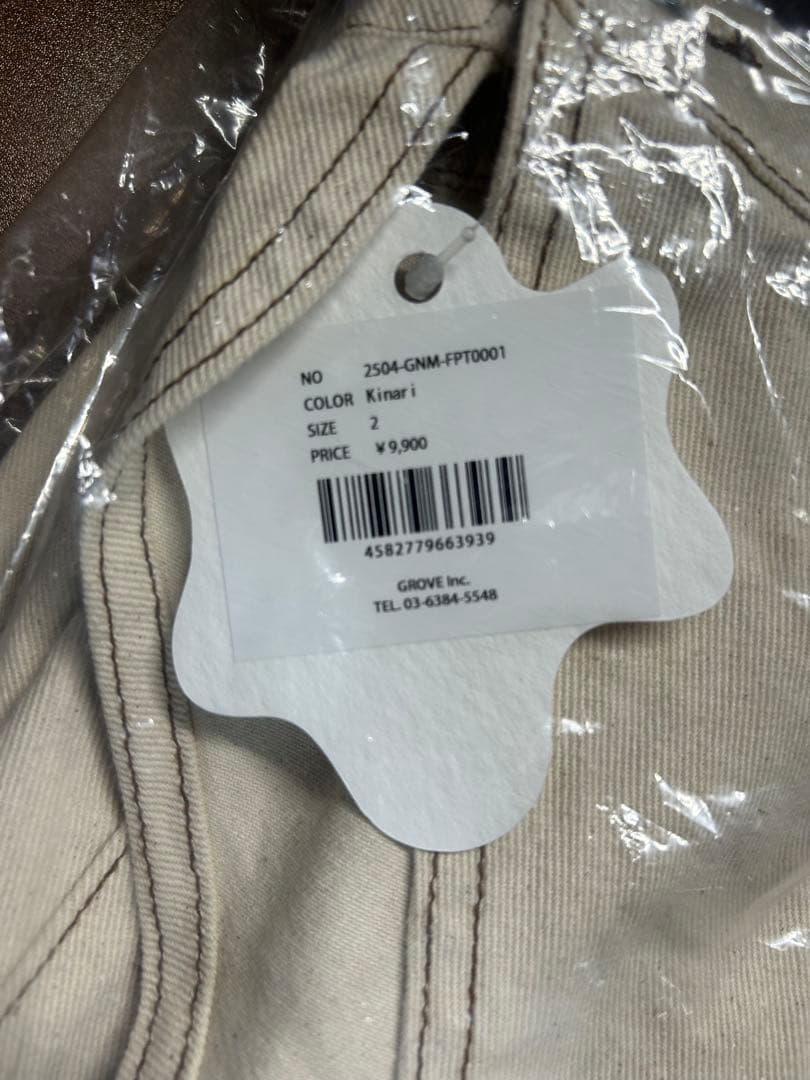 NO 2504-GNM-FPT0001
COLOR Kinari
SIZE 2
PRICE ¥9,900
4582779663939
GROVE Inc.
TEL. 03-6384-5548